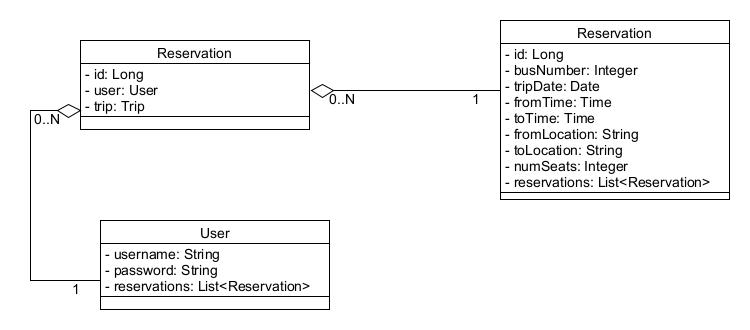 Reservation
- id: Long
- user: User
- trip: Trip
0..N
0..N
1
Reservation
- id: Long
- busNumber: Integer
- tripDate: Date
- fromTime: Time
- toTime: Time
- fromLocation: String
- toLocation: String
- numSeats: Integer
- reservations: List<Reservation>
User
- username: String
- password: String
- reservations: List<Reservation>
1